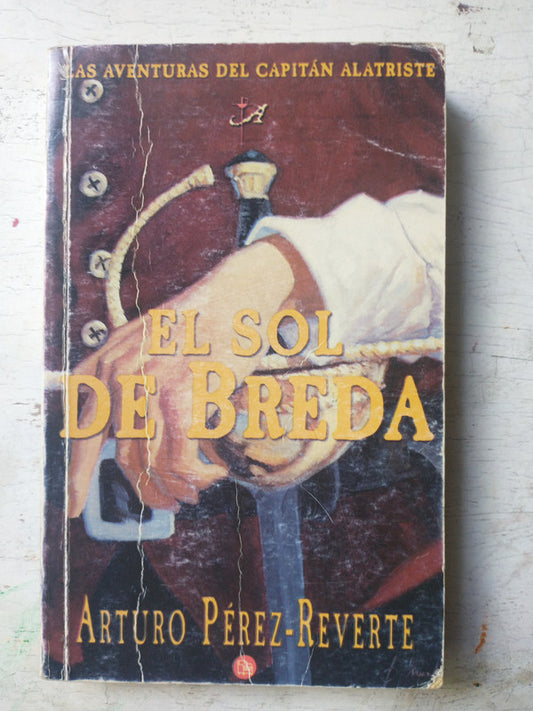 LAS AVENTURAS DEL CAPITÁN ALATRISTE
A
EL SOL
DE BREDA
ARTURO PÉREZ-REVERTE